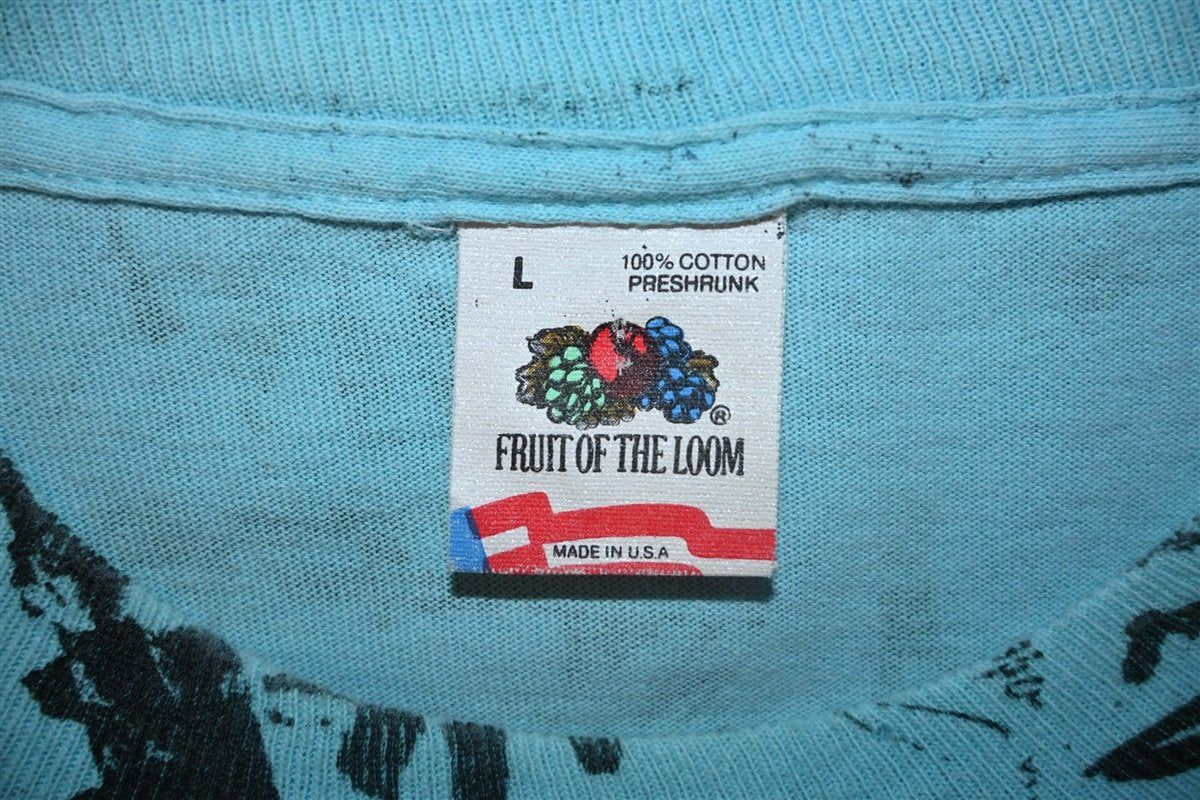 L
100% COTTON
PRESHRUNK
®
FRUIT OF THE LOOM
MADE IN U.S.A